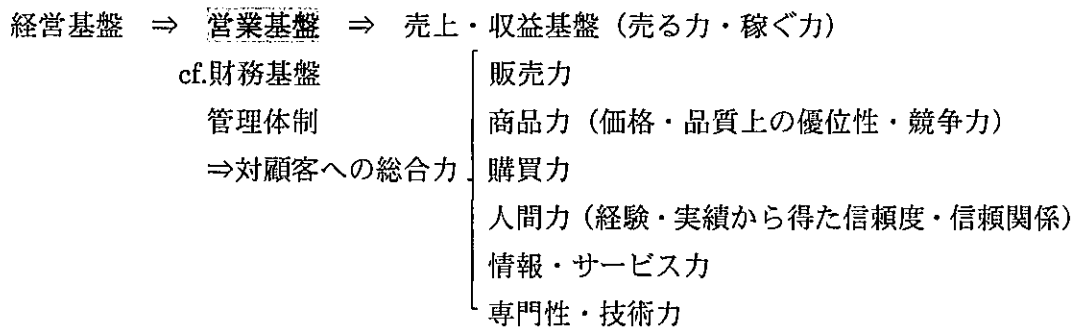 経営基盤 ⇒ 営業基盤 ⇒ 売上・収益基盤（売る力・稼ぐ力）
cf.財務基盤 販売力
管理体制 商品力（価格・品質上の優位性・競争力）
⇒対顧客への総合力 購買力
人間力（経験・実績から得た信頼度・信頼関係）
情報・サービス力
専門性・技術力